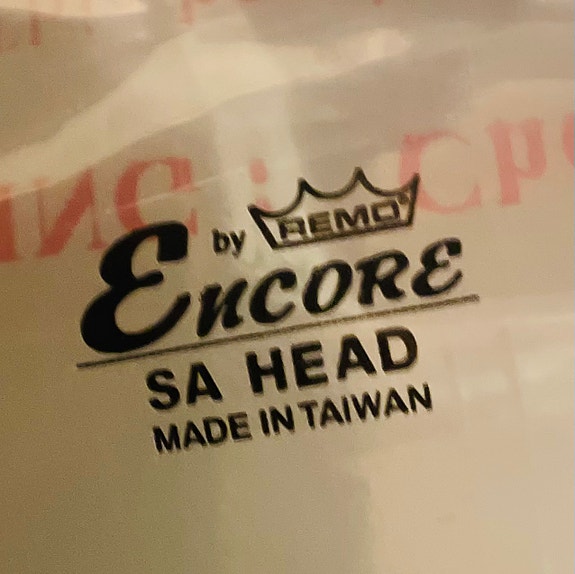 by REMO®
ENCORE
SA HEAD
MADE IN TAIWAN